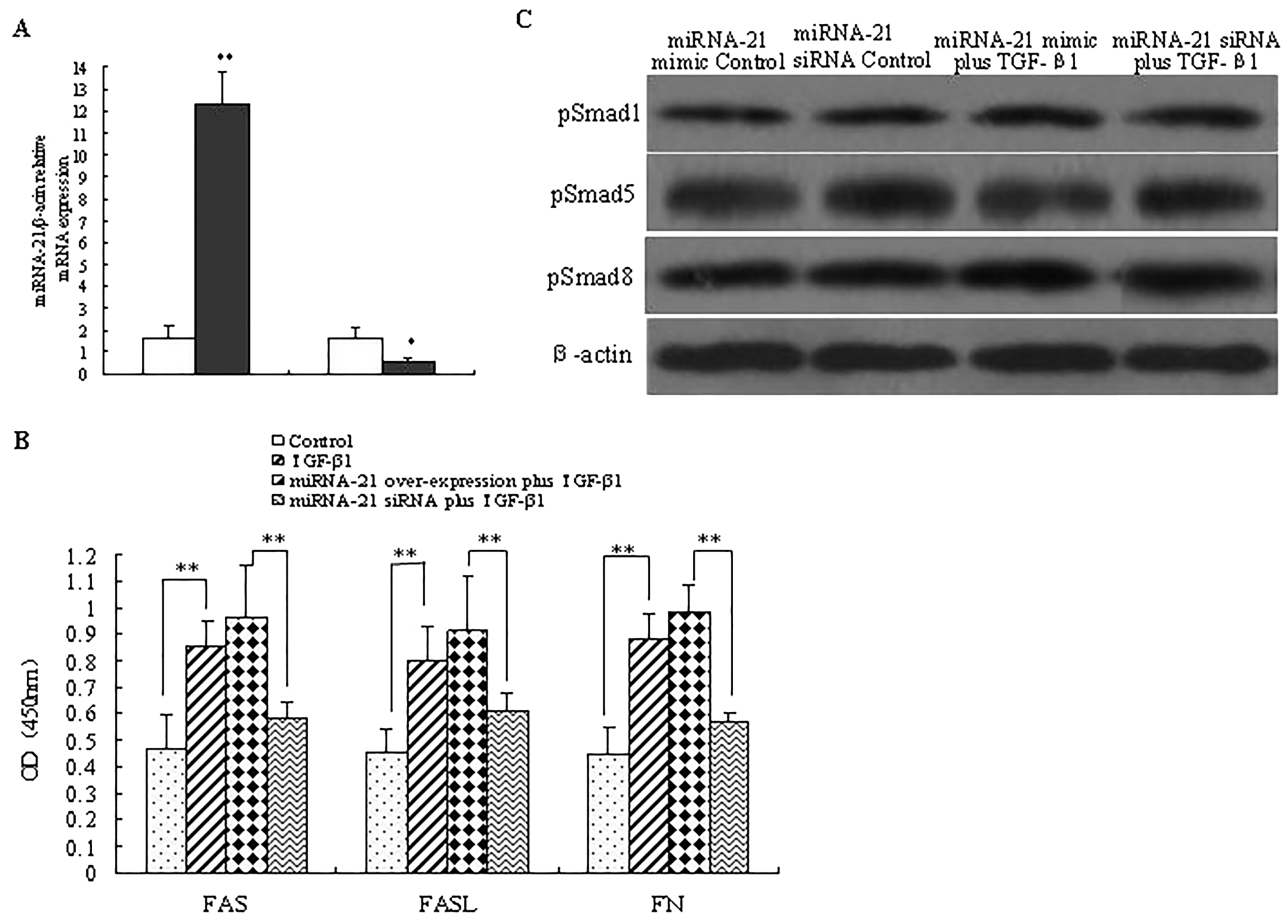 A
miRNA-21/β-actin relative
mRNA expression
14
13
12
11
10
9
8
7
6
5
4
3
2
1
0
♦♦
♦
C
miRNA-21
mimic Control
miRNA-21
siRNA Control
miRNA-21 mimic
plus TGF-β1
miRNA-21 siRNA
plus TGF-β1
pSmad1
pSmad5
pSmad8
β-actin
B
Control
TGF-β1
miRNA-21 over-expression plus TGF-β1
miRNA-21 siRNA plus TGF-β1
OD (450nm)
1.2
1.1
1
0.9
0.8
0.7
0.6
0.5
0.4
0.3
0.2
0.1
0
**
**
**
**
**
**
FAS
FASL
FN